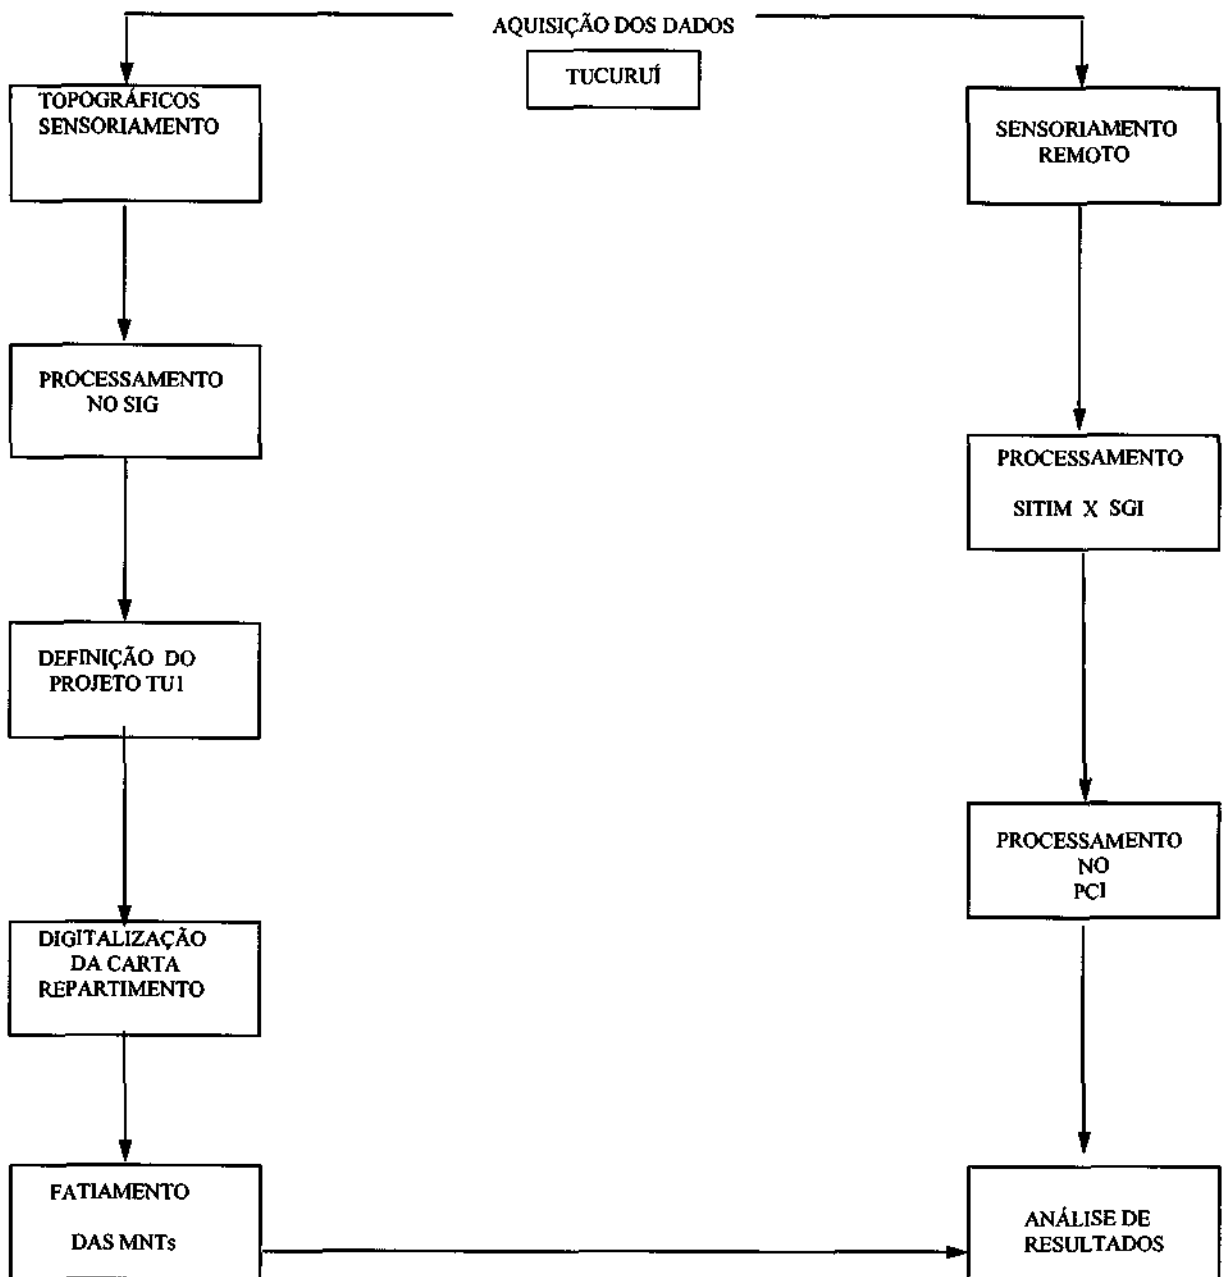 AQUISIÇÃO DOS DADOS
TUCURUÍ
TOPOGRÁFICOS
SENSORIAMENTO
PROCESSAMENTO
NO SIG
DEFINIÇÃO DO
PROJETO TU1
DIGITALIZAÇÃO
DA CARTA
REPARTIMENTO
FATIAMENTO
DAS MNTs
SENSORIAMENTO
REMOTO
PROCESSAMENTO
SITIM X SGI
PROCESSAMENTO
NO
PCI
ANÁLISE DE
RESULTADOS